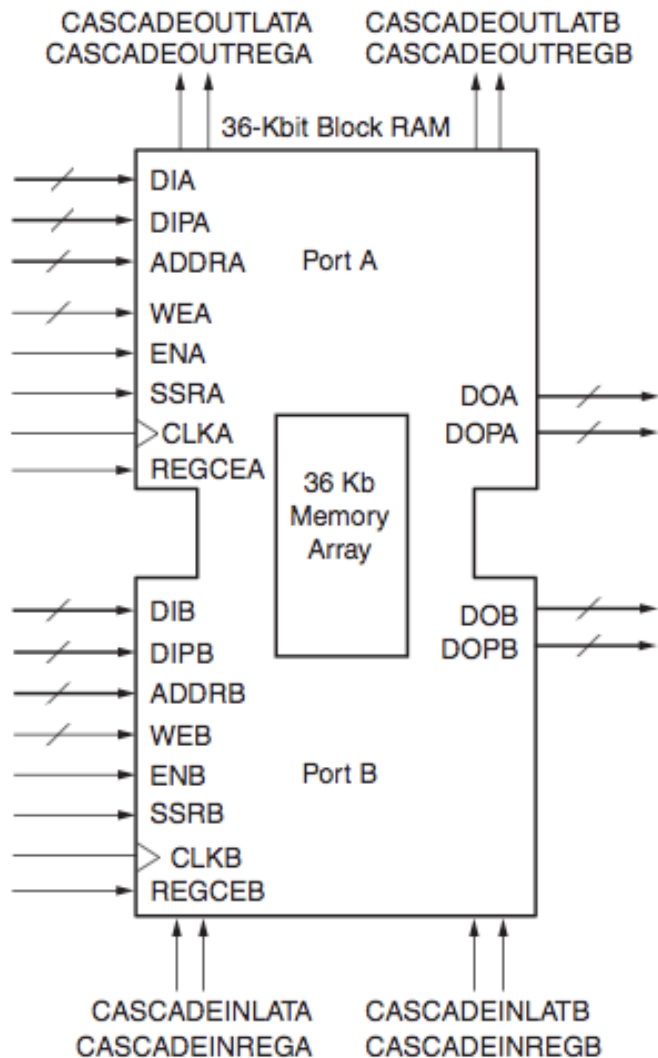 CASCADEOUTLATA CASCADEOUTLATB
CASCADEOUTREGA CASCADEOUTREGB
36-Kbit Block RAM
DIA
DIPA
ADDRA Port A
WEA
ENA
SSRA DOA
CLKA DOPA
REGCEA
36 Kb
Memory
Array
DIB DOB
DIPB DOPB
ADDRB
WEB
ENB Port B
SSRB
CLKB
REGCEB
CASCADEINLATA CASCADEINLATB
CASCADEINREGA CASCADEINREGB